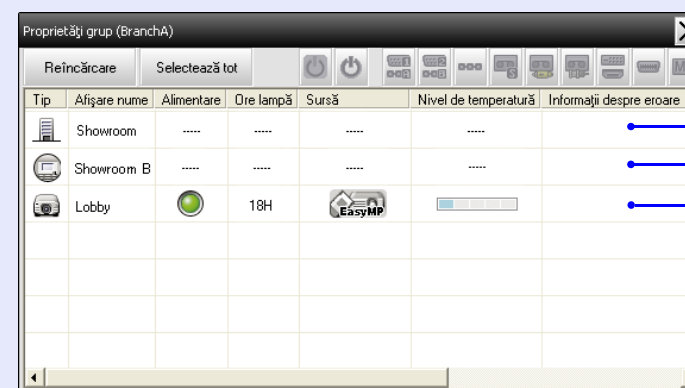 Proprietăţi grup (BranchA)
Reîncărcare Selectează tot
Tip Afişare nume Alimentare Ore lampă Sursă Nivel de temperatură Informaţii despre eroare
Showroom ----- ----- ----- -----
Showroom B ----- ----- ----- -----
Lobby 18H EasyMP